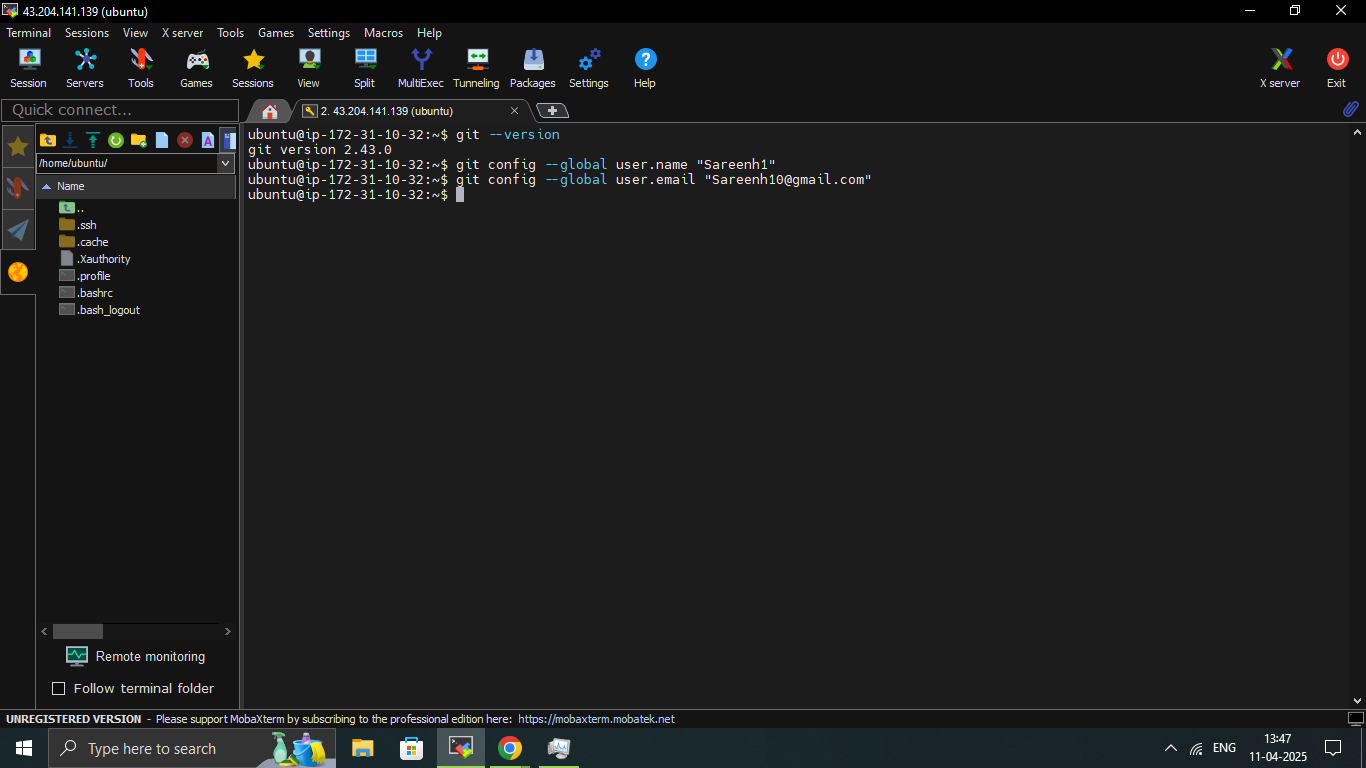 43.204.141.139 (ubuntu)
Terminal Sessions View X server Tools Games Settings Macros Help
Session Servers Tools Games Sessions View Split MultiExec Tunneling Packages Settings Help X server Exit
Quick connect...
2. 43.204.141.139 (ubuntu)
/home/ubuntu/
Name
..
.ssh
.cache
.Xauthority
.profile
.bashrc
.bash_logout
Remote monitoring
Follow terminal folder
ubuntu@ip-172-31-10-32:~$ git --version
git version 2.43.0
ubuntu@ip-172-31-10-32:~$ git config --global user.name "Sareenh1"
ubuntu@ip-172-31-10-32:~$ git config --global user.email "Sareenh10@gmail.com"
ubuntu@ip-172-31-10-32:~$
UNREGISTERED VERSION - Please support MobaXterm by subscribing to the professional edition here: https://mobaxterm.mobatek.net
Type here to search
ENG
13:47
11-04-2025